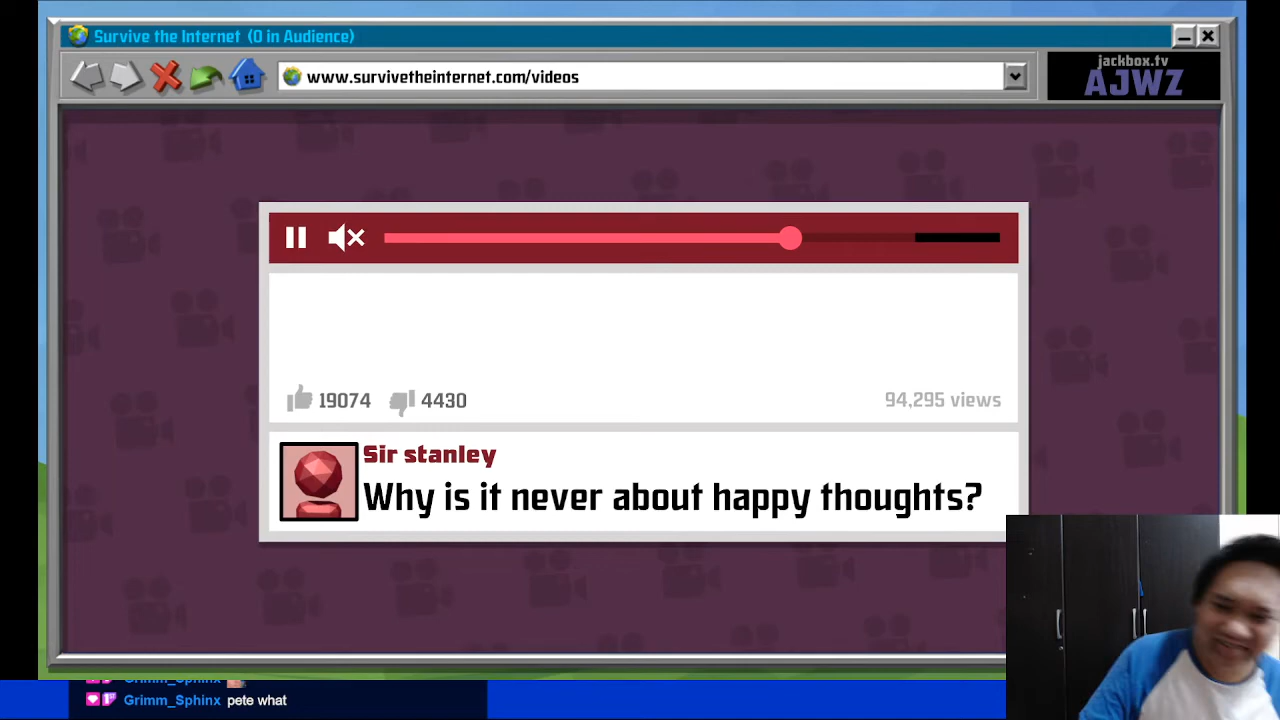 Survive the Internet (0 in Audience)
www.survivetheinternet.com/videos
jackbox.tv
AJWZ
19074 4430 94,295 views
Sir stanley
Why is it never about happy thoughts?
Grimm_Sphinx
Grimm_Sphinx pete what